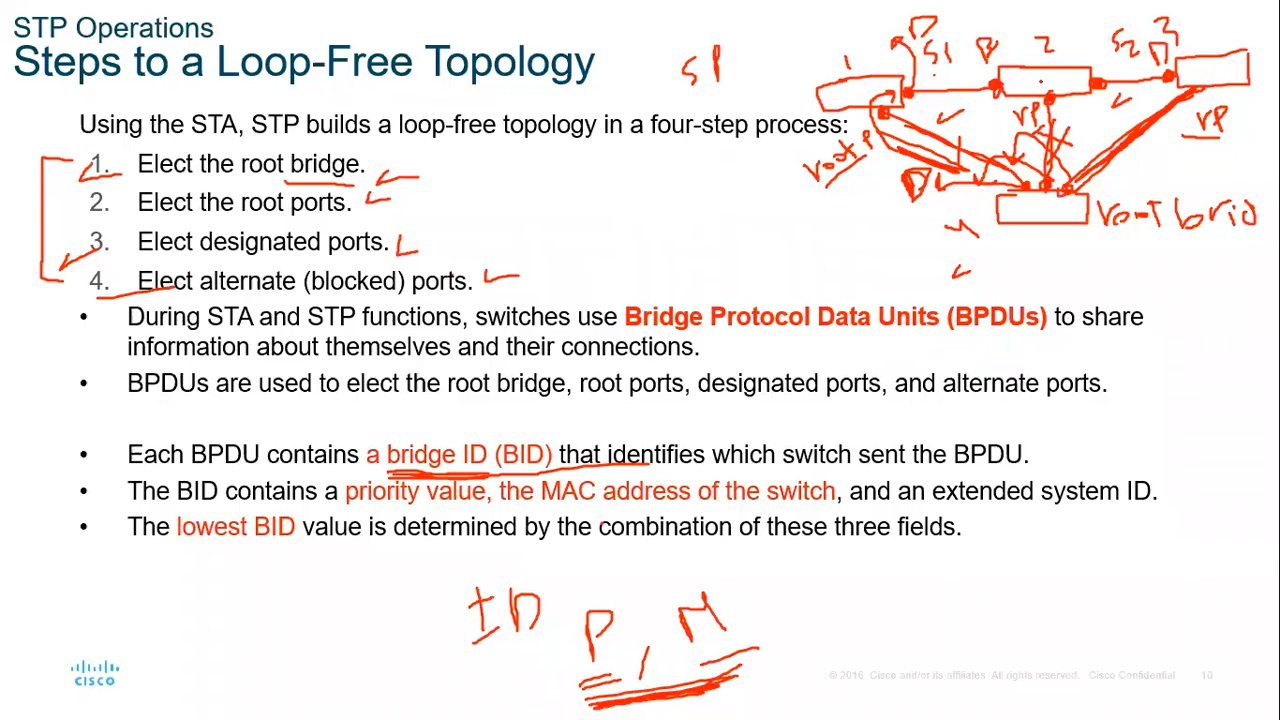 STP Operations
Steps to a Loop-Free Topology
SP
1
D
S1
D
2
S2
D
3
rp
rp
root P
D
root brid
4
Using the STA, STP builds a loop-free topology in a four-step process:
1. Elect the root bridge.
2. Elect the root ports.
3. Elect designated ports.
4. Elect alternate (blocked) ports.
• During STA and STP functions, switches use Bridge Protocol Data Units (BPDUs) to share
information about themselves and their connections.
• BPDUs are used to elect the root bridge, root ports, designated ports, and alternate ports.
• Each BPDU contains a bridge ID (BID) that identifies which switch sent the BPDU.
• The BID contains a priority value, the MAC address of the switch, and an extended system ID.
• The lowest BID value is determined by the combination of these three fields.
ID P, M
CISCO
© 2016 Cisco and/or its affiliates. All rights reserved. Cisco Confidential 10